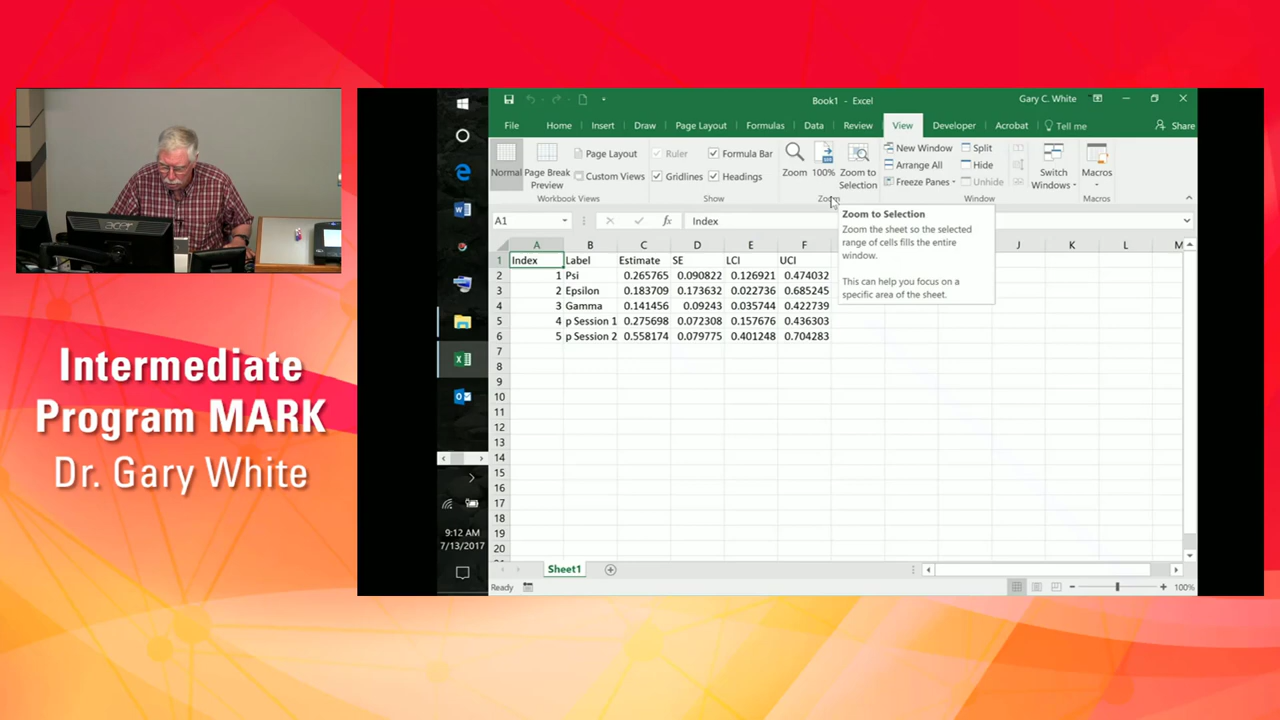 Intermediate
Program MARK
Dr. Gary White
Book1 - Excel
Gary C. White
File Home Insert Draw Page Layout Formulas Data Review View Developer Acrobat Tell me Share
Normal
Page Break
Preview
Page Layout
Custom Views
Workbook Views
Ruler
Formula Bar
Gridlines
Headings
Show
Zoom
100%
Zoom to
Selection
Zoom
New Window
Arrange All
Freeze Panes
Split
Hide
Unhide
Switch
Windows
Window
Macros
Macros
A1
fx
Index
Zoom to Selection
Zoom the sheet so the selected
range of cells fills the entire
window.
This can help you focus on a
specific area of the sheet.
A B C D E F J K L M
1 Index Label Estimate SE LCI UCI
2 1 Psi 0.265765 0.090822 0.126921 0.474032
3 2 Epsilon 0.183709 0.173632 0.022736 0.685245
4 3 Gamma 0.141456 0.09243 0.035744 0.422739
5 4 p Session 1 0.275698 0.072308 0.157676 0.436303
6 5 p Session 2 0.558174 0.079775 0.401248 0.704283
7
8
9
10
11
12
13
14
15
16
17
18
19
20
9:12 AM
7/13/2017
Sheet1
Ready
100%
acer